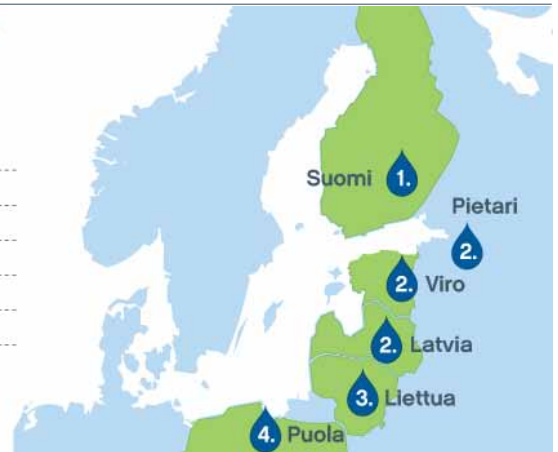 Suomi 1.
Pietari
2.
2. Viro
2. Latvia
3. Liettua
4. Puola